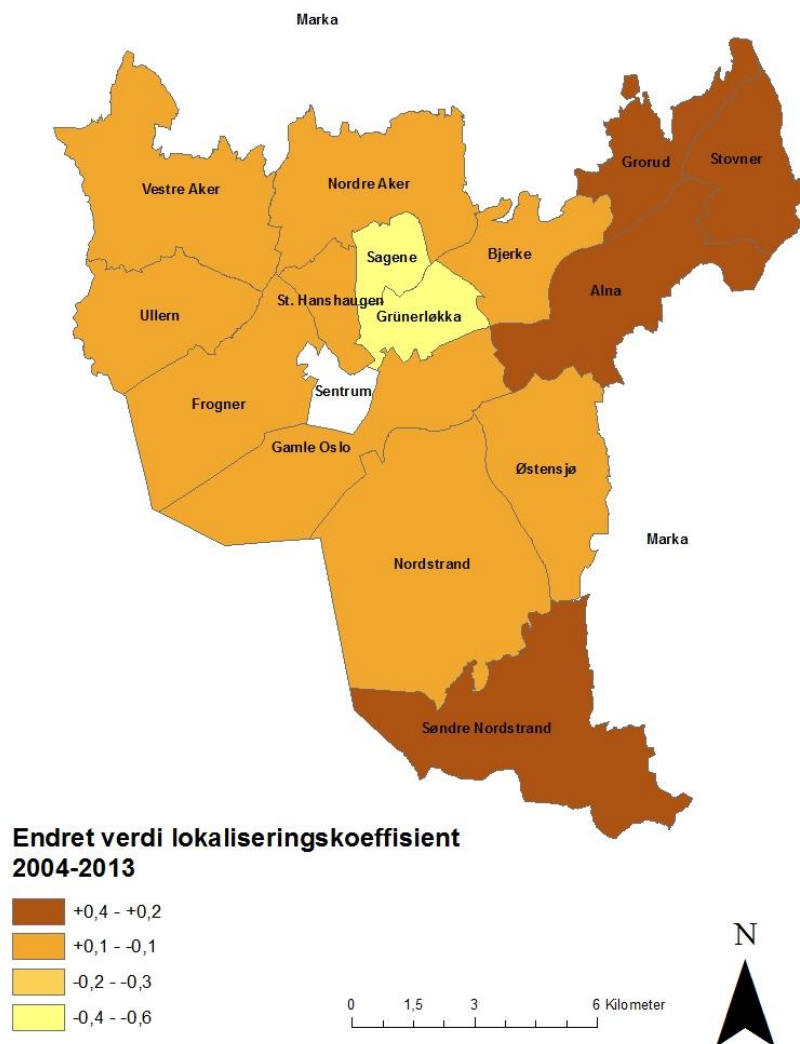 Marka
Grorud
Stovner
Vestre Aker
Nordre Aker
Sagene
Bjerke
Alna
Ullern
St. Hanshaugen
Grünerløkka
Sentrum
Frogner
Gamle Oslo
Østensjø
Marka
Nordstrand
Søndre Nordstrand
Endret verdi lokaliseringskoeffisient
2004-2013
+0,4 - +0,2
+0,1 - -0,1
-0,2 - -0,3
-0,4 - -0,6
0 1,5 3 6 Kilometer
N